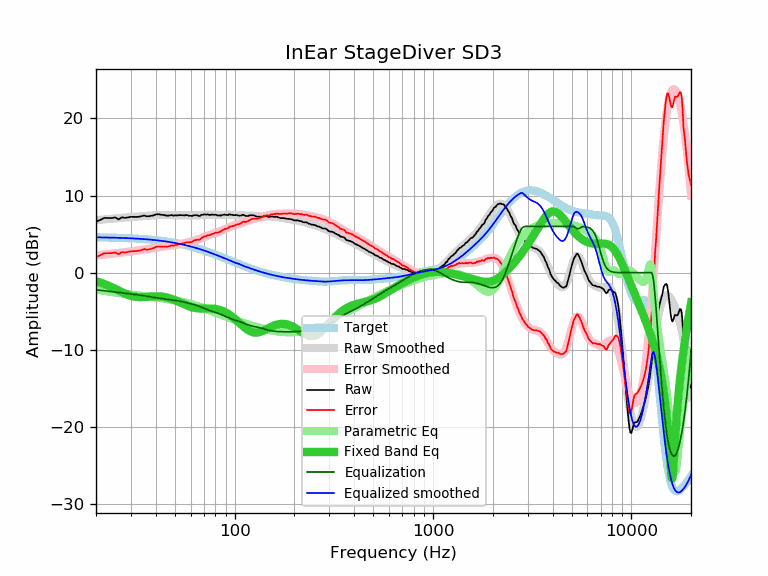 InEar StageDiver SD3
Amplitude (dBr)
20
10
0
−10
−20
−30
Target
Raw Smoothed
Error Smoothed
Raw
Error
Parametric Eq
Fixed Band Eq
Equalization
Equalized smoothed
100
1000
10000
Frequency (Hz)